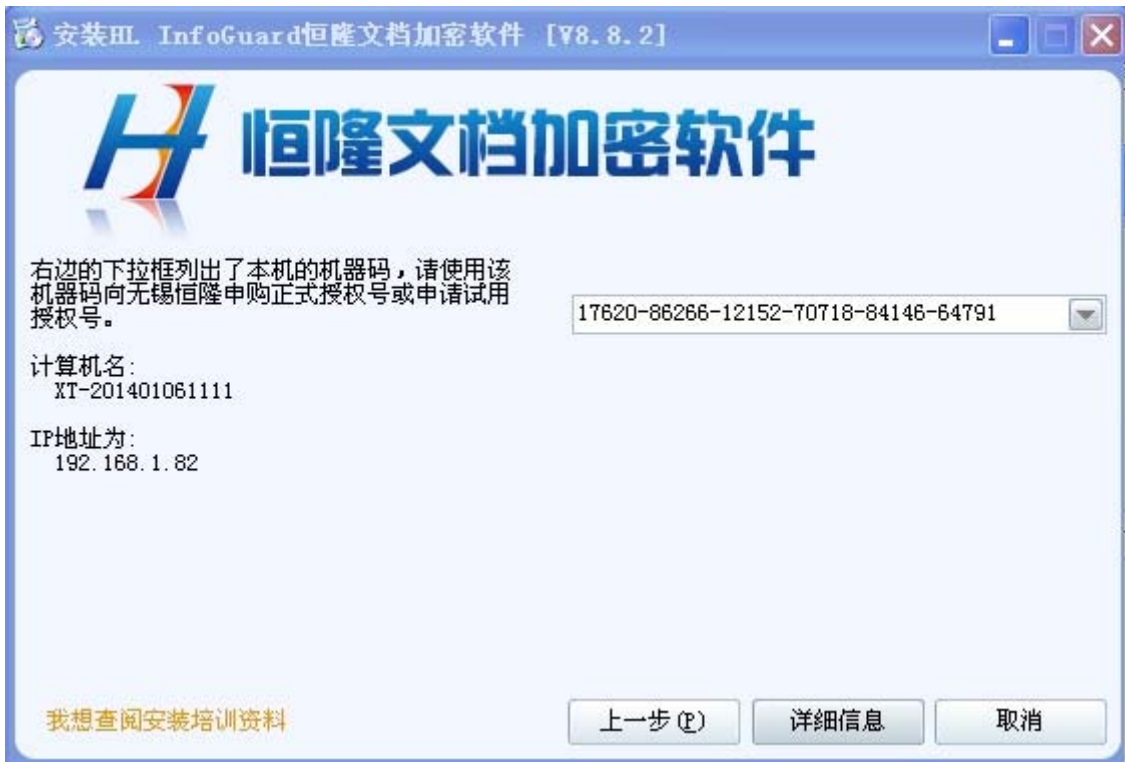 安装HL InfoGuard恒隆文档加密软件 [V8.8.2]
恒隆文档加密软件
右边的下拉框列出了本机的机器码，请使用该
机器码向无锡恒隆申购正式授权号或申请试用
授权号。
17620-86266-12152-70718-84146-64791
计算机名:
XT-201401061111
IP地址为:
192.168.1.82
我想查阅安装培训资料
上一步(P)
详细信息
取消